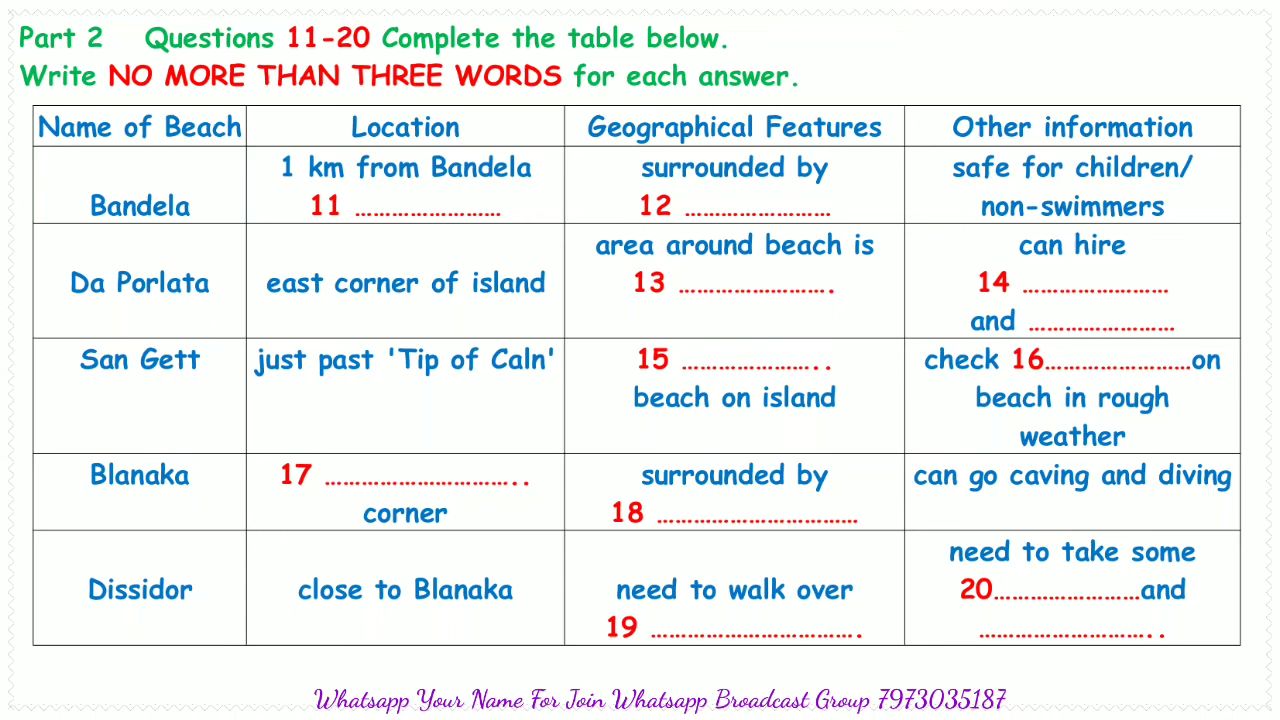 Part 2 Questions 11-20 Complete the table below.
Write NO MORE THAN THREE WORDS for each answer.
Name of Beach Location Geographical Features Other information
Bandela
1 km from Bandela
11 ……………………
surrounded by
12 ……………………
safe for children/
non-swimmers
Da Porlata
east corner of island
area around beach is
13 …………………….
can hire
14 ……………………
and ……………………
San Gett
just past 'Tip of Caln'
15 …………………..
beach on island
check 16……………………on
beach in rough
weather
Blanaka
17 …………………………..
corner
surrounded by
18 ……………………………
can go caving and diving
Dissidor
close to Blanaka
need to walk over
19 …………………………….
need to take some
20……………………and
………………………..
Whatsapp Your Name For Join Whatsapp Broadcast Group 7973035187